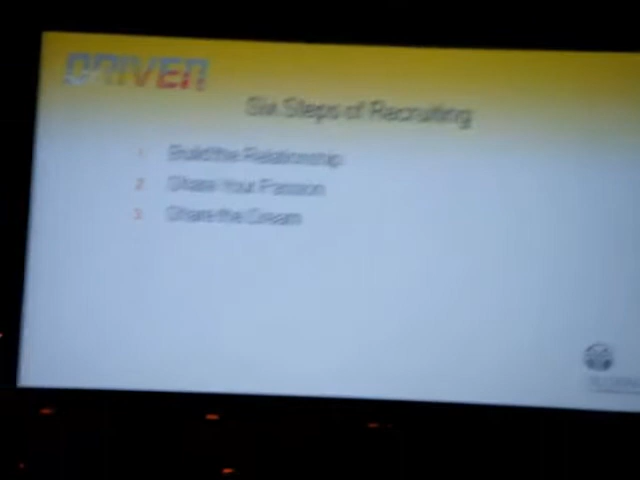 DRIVEN
Six Steps of Recruiting
1. Build the Relationship
2. Share Your Passion
3. Share the Dream